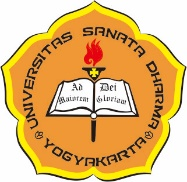 UNIVERSITAS SANATA DHARMA
Ad Dei
Maiorem Gloriam
YOGYAKARTA